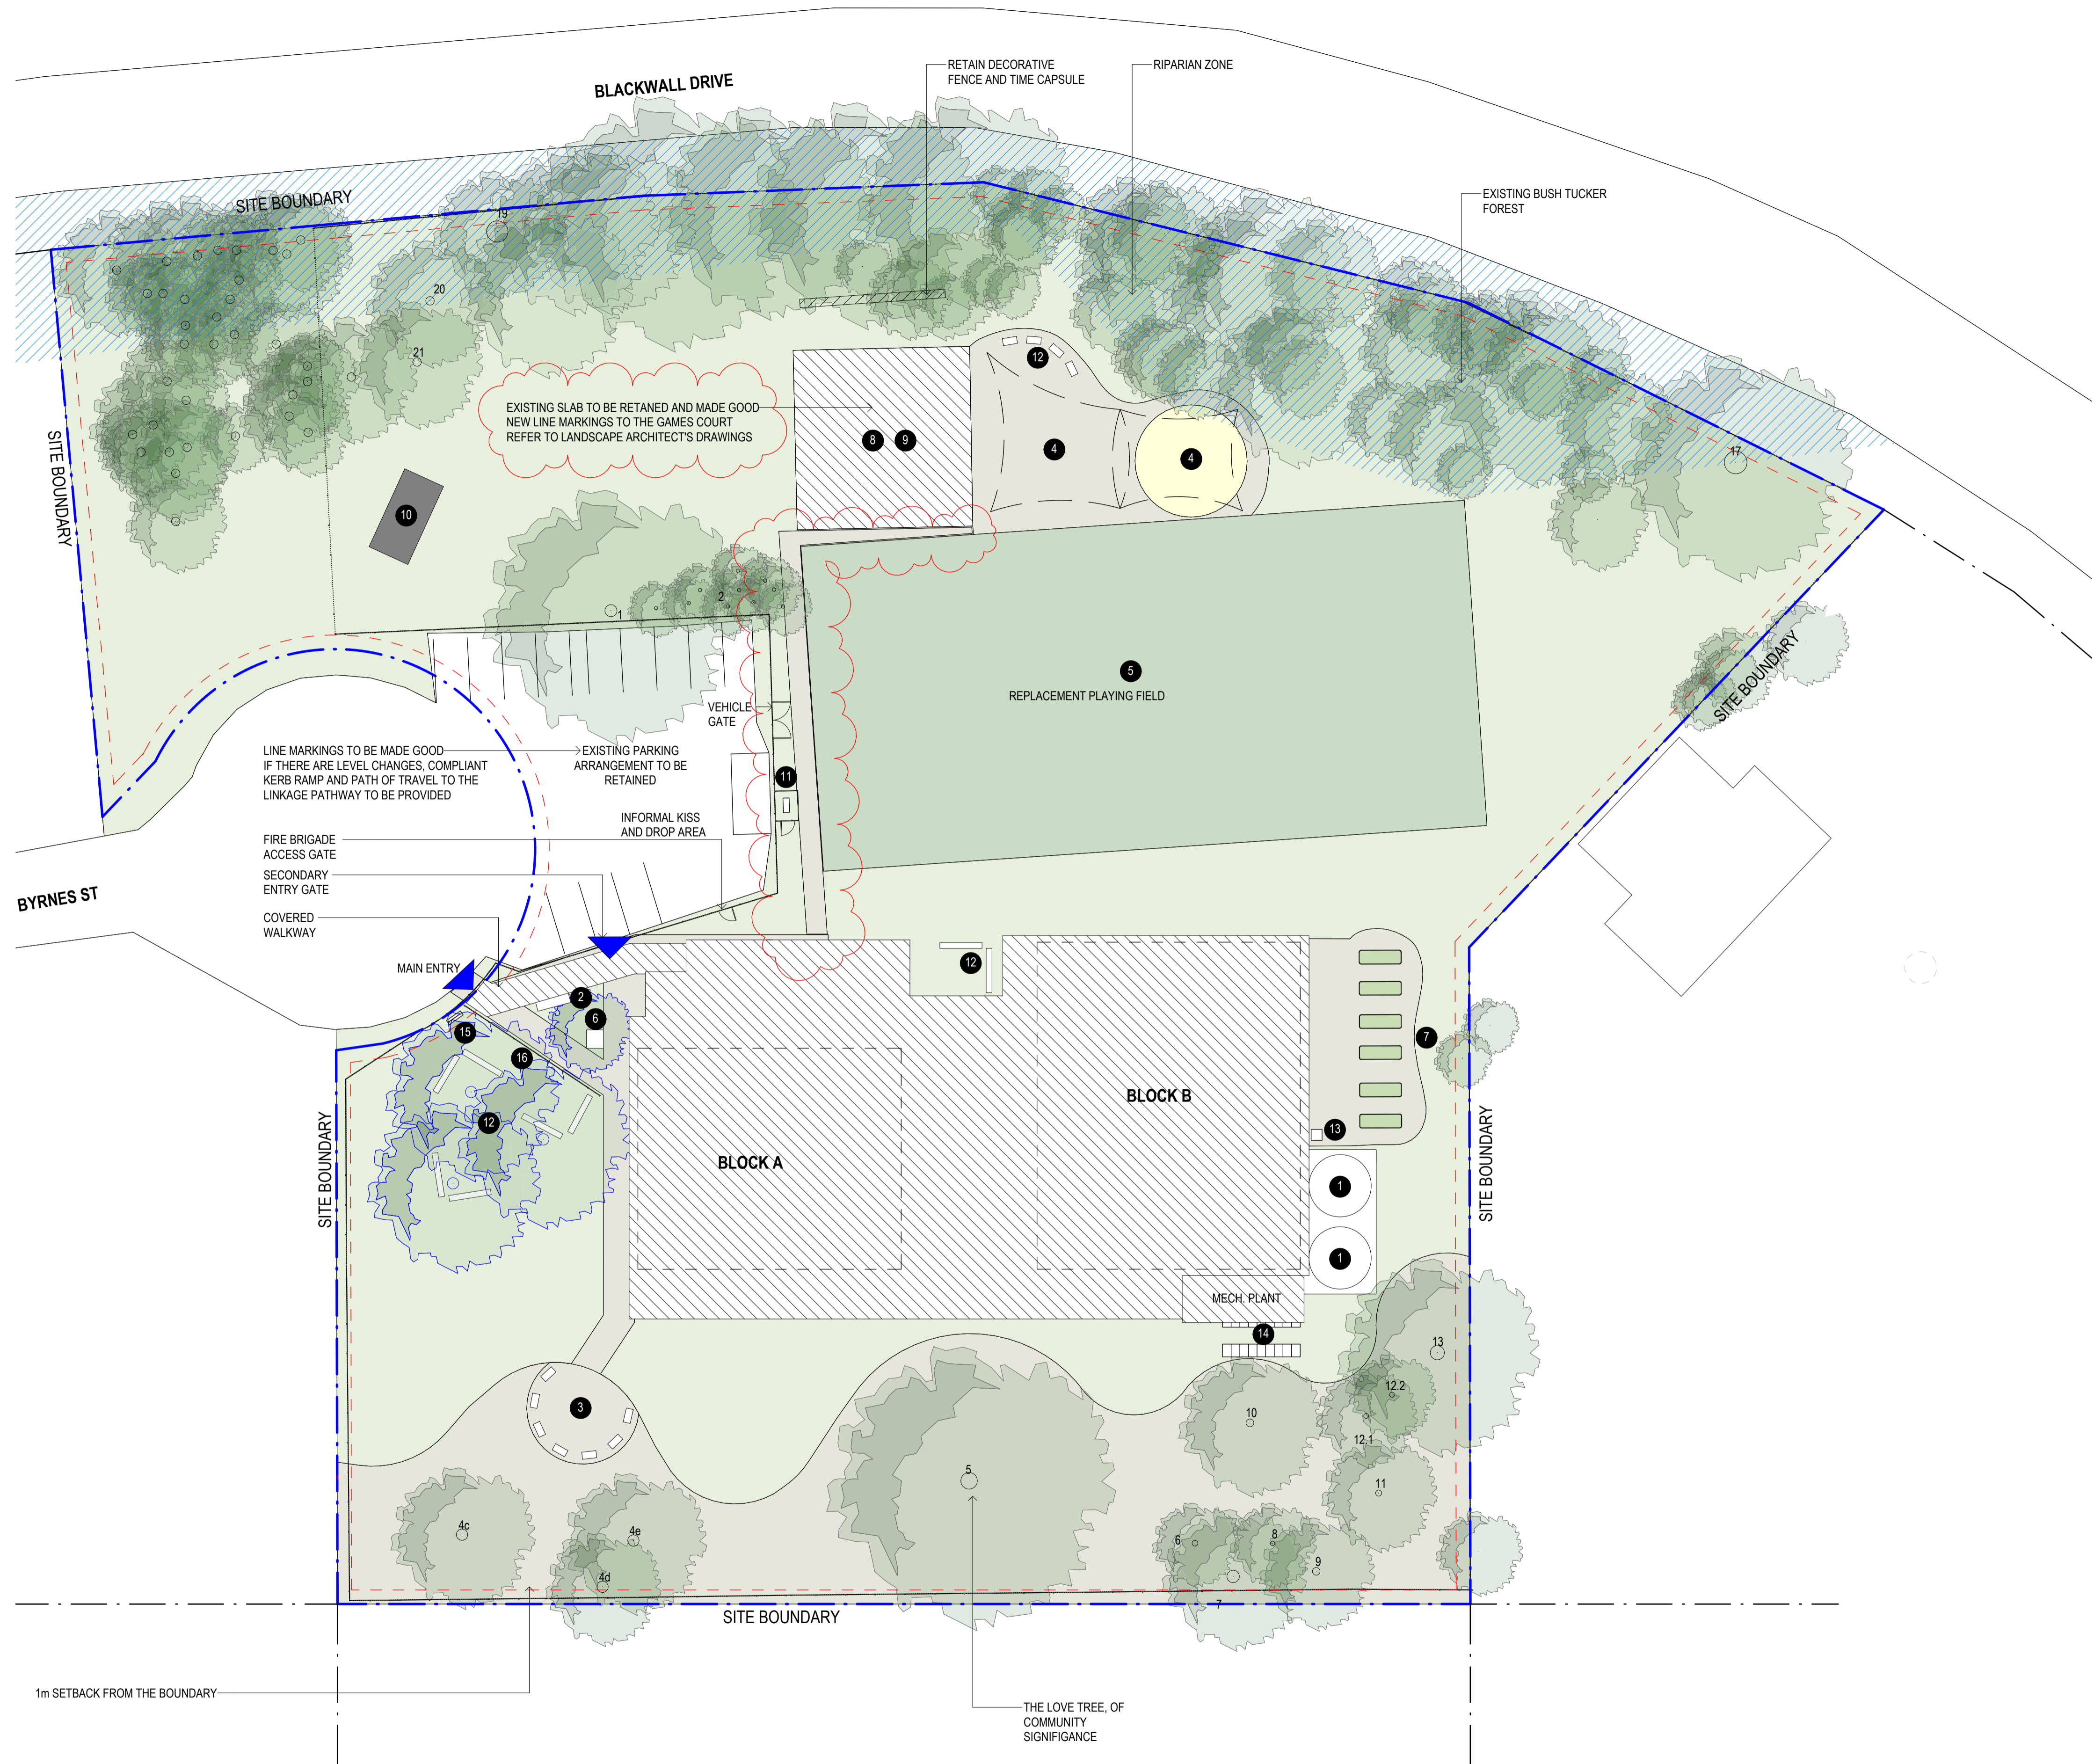 BLACKWALL DRIVE
RETAIN DECORATIVE
FENCE AND TIME CAPSULE
RIPARIAN ZONE
EXISTING BUSH TUCKER
FOREST
SITE BOUNDARY
19
20
21
17
12
EXISTING SLAB TO BE RETANED AND MADE GOOD
NEW LINE MARKINGS TO THE GAMES COURT
REFER TO LANDSCAPE ARCHITECT'S DRAWINGS
8
9
4
4
SITE BOUNDARY
10
1
2
5
REPLACEMENT PLAYING FIELD
SITE BOUNDARY
VEHICLE
GATE
LINE MARKINGS TO BE MADE GOOD
IF THERE ARE LEVEL CHANGES, COMPLIANT
KERB RAMP AND PATH OF TRAVEL TO THE
LINKAGE PATHWAY TO BE PROVIDED
EXISTING PARKING
ARRANGEMENT TO BE
RETAINED
11
INFORMAL KISS
AND DROP AREA
FIRE BRIGADE
ACCESS GATE
SECONDARY
ENTRY GATE
BYRNES ST
COVERED
WALKWAY
MAIN ENTRY
12
2
6
15
16
7
12
BLOCK B
13
BLOCK A
SITE BOUNDARY
SITE BOUNDARY
1
1
MECH. PLANT
14
13
12.2
3
10
12.1
11
5
4c
4e
4d
6
8
9
7
SITE BOUNDARY
1m SETBACK FROM THE BOUNDARY
THE LOVE TREE, OF
COMMUNITY
SIGNIFIGANCE